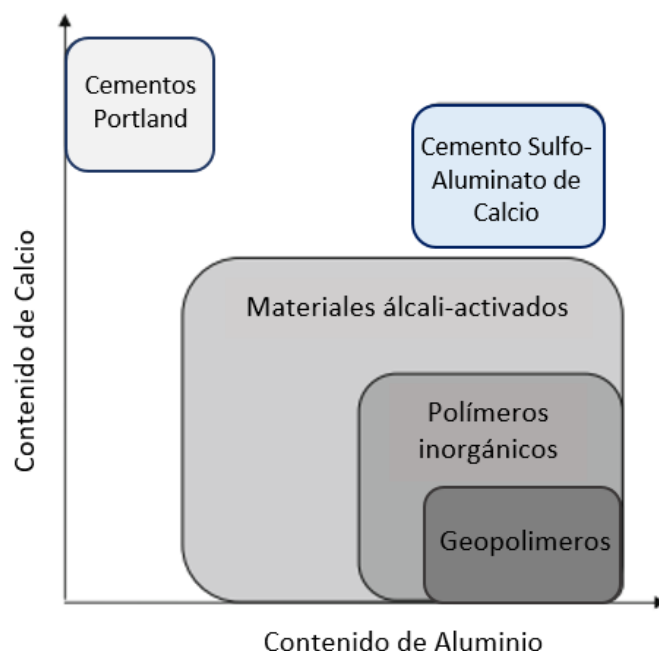 Cementos
Portland
Cemento Sulfo-
Aluminato de
Calcio
Contenido de Calcio
Materiales álcali-activados
Polímeros
inorgánicos
Geopolimeros
Contenido de Aluminio